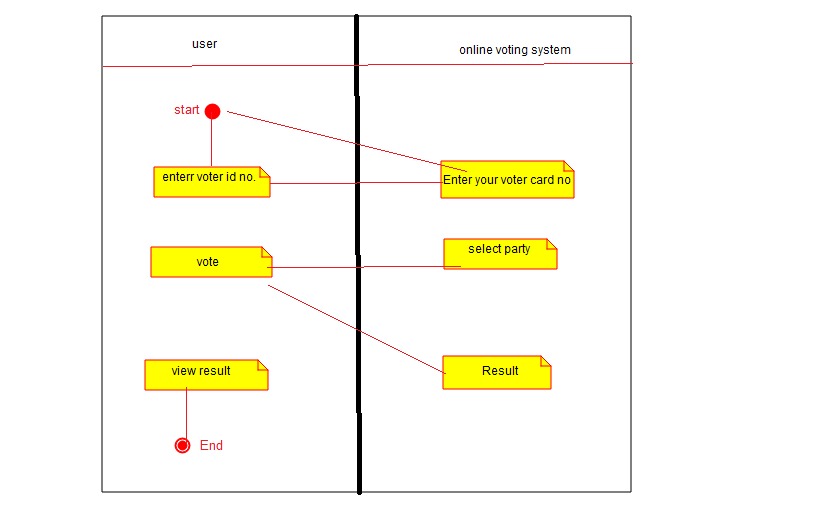 user
online voting system
start
enterr voter id no.
Enter your voter card no
vote
select party
view result
Result
End